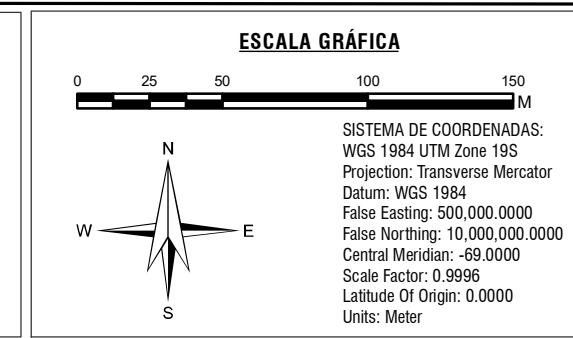 ESCALA GRÁFICA
0 25 50 100 150
M
SISTEMA DE COORDENADAS:
WGS 1984 UTM Zone 19S
Projection: Transverse Mercator
Datum: WGS 1984
False Easting: 500,000.0000
False Northing: 10,000,000.0000
Central Meridian: -69.0000
Scale Factor: 0.9996
Latitude Of Origin: 0.0000
Units: Meter
N
W E
S